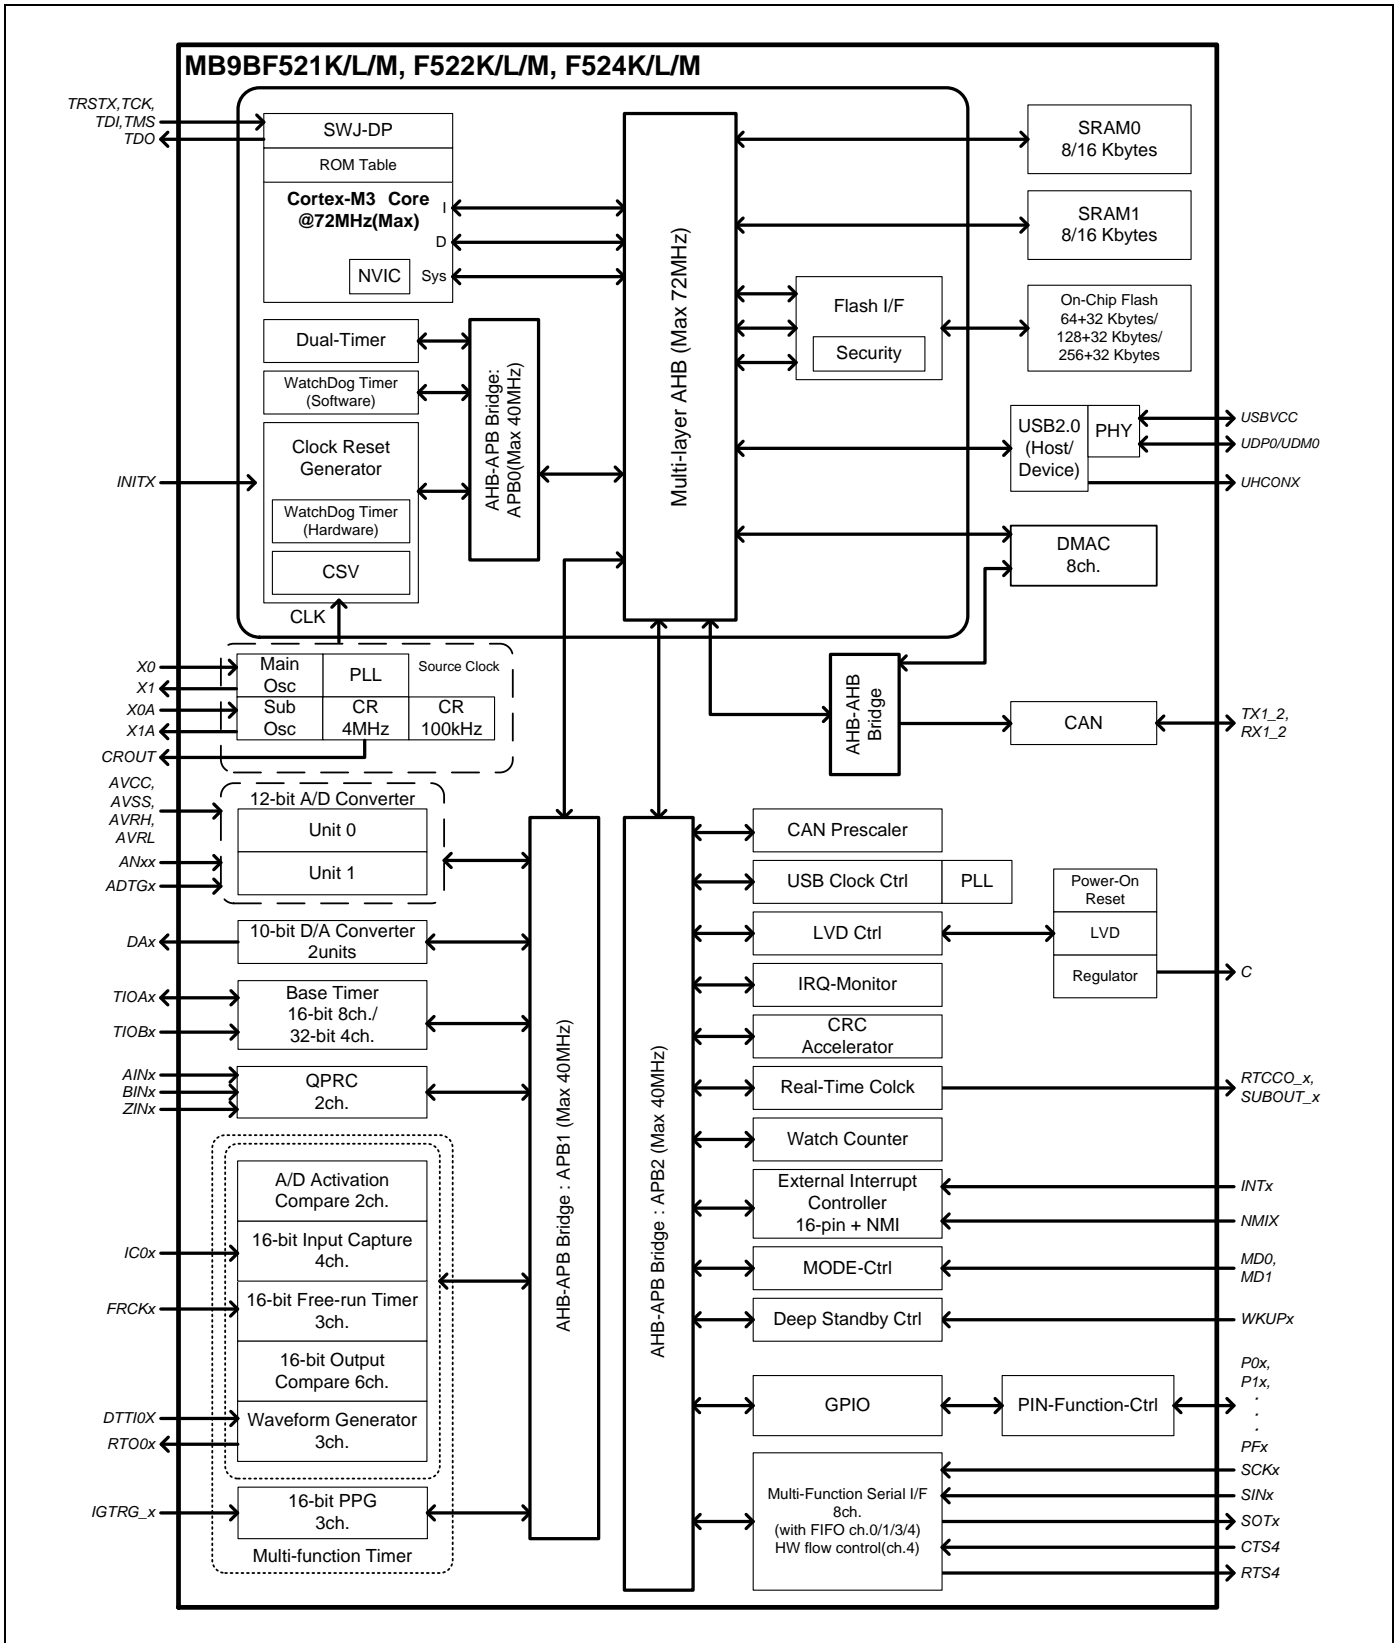 MB9BF521K/L/M, F522K/L/M, F524K/L/M
TRSTX,TCK,
TDI,TMS
TDO
SWJ-DP
ROM Table
Cortex-M3 Core
@72MHz(Max)
I
D
Sys
NVIC
Multi-layer AHB (Max 72MHz)
SRAM0
8/16 Kbytes
SRAM1
8/16 Kbytes
Flash I/F
Security
On-Chip Flash
64+32 Kbytes/
128+32 Kbytes/
256+32 Kbytes
Dual-Timer
WatchDog Timer
(Software)
Clock Reset
Generator
WatchDog Timer
(Hardware)
CSV
CLK
INITX
AHB-APB Bridge:
APB0(Max 40MHz)
USB2.0
(Host/
Device)
PHY
USBVCC
UDP0/UDM0
UHCONX
DMAC
8ch.
AHB-AHB
Bridge
CAN
TX1_2,
RX1_2
X0
X1
X0A
X1A
CROUT
Main
Osc
PLL
Source Clock
Sub
Osc
CR
4MHz
CR
100kHz
AVCC,
AVSS,
AVRH,
AVRL
ANxx
ADTGx
12-bit A/D Converter
Unit 0
Unit 1
DAx
10-bit D/A Converter
2units
TIOAx
TIOBx
Base Timer
16-bit 8ch./
32-bit 4ch.
AINx
BINx
ZINx
QPRC
2ch.
A/D Activation
Compare 2ch.
IC0x
16-bit Input Capture
4ch.
FRCKx
16-bit Free-run Timer
3ch.
16-bit Output
Compare 6ch.
DTTI0X
RTO0x
Waveform Generator
3ch.
IGTRG_x
16-bit PPG
3ch.
Multi-function Timer
AHB-APB Bridge : APB1 (Max 40MHz)
AHB-APB Bridge : APB2 (Max 40MHz)
CAN Prescaler
USB Clock Ctrl
PLL
LVD Ctrl
Power-On
Reset
LVD
Regulator
C
IRQ-Monitor
CRC
Accelerator
Real-Time Colck
RTCCO_x,
SUBOUT_x
Watch Counter
External Interrupt
Controller
16-pin + NMI
INTx
NMIX
MODE-Ctrl
MD0,
MD1
Deep Standby Ctrl
WKUPx
GPIO
PIN-Function-Ctrl
P0x,
P1x,
.
.
.
PFx
Multi-Function Serial I/F
8ch.
(with FIFO ch.0/1/3/4)
HW flow control(ch.4)
SCKx
SINx
SOTx
CTS4
RTS4